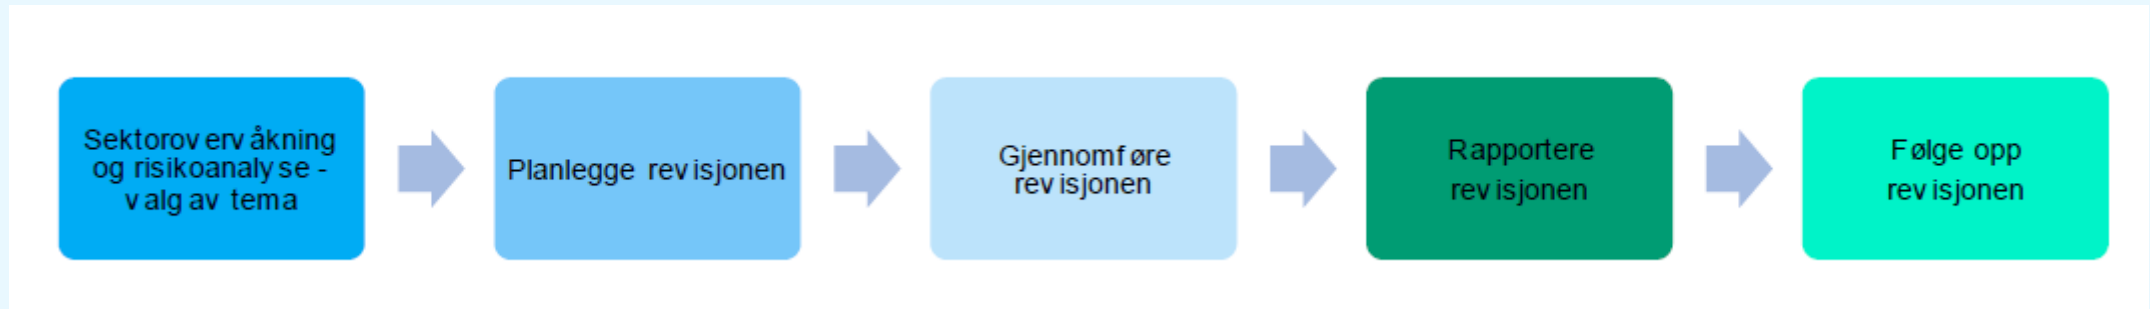 Sektorovervåkning
og risikoanalyse -
valg av tema
Planlegge revisjonen
Gjennomføre
revisjonen
Rapportere
revisjonen
Følge opp
revisjonen